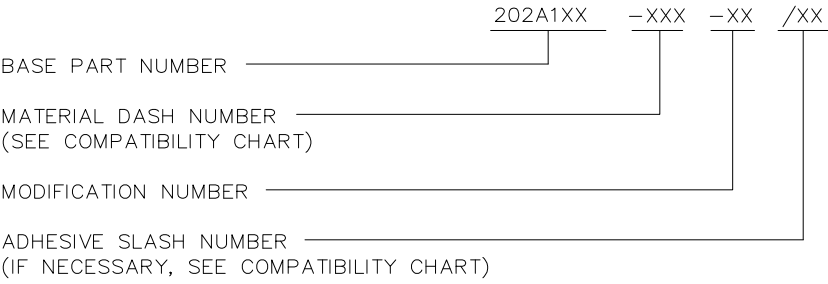 202A1XX -XXX -XX /XX
BASE PART NUMBER
MATERIAL DASH NUMBER
(SEE COMPATIBILITY CHART)
MODIFICATION NUMBER
ADHESIVE SLASH NUMBER
(IF NECESSARY, SEE COMPATIBILITY CHART)